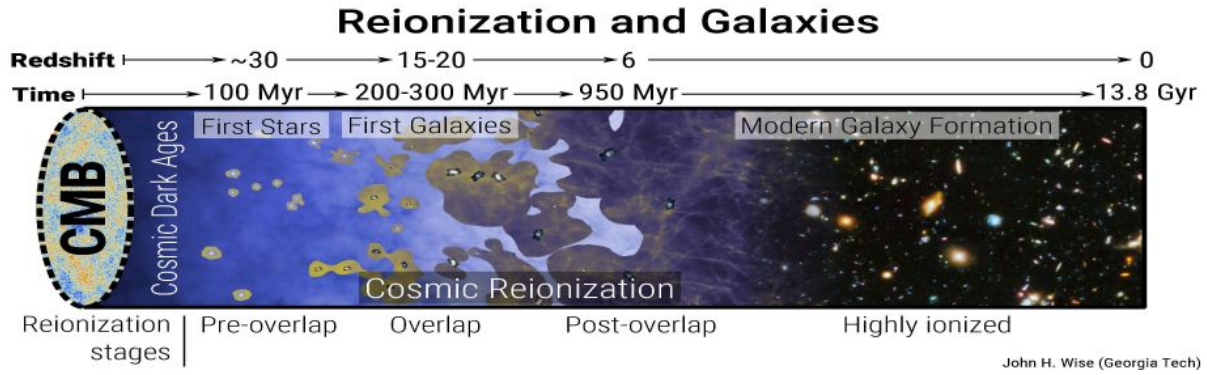 Reionization and Galaxies
Redshift ~30 15-20 6 0
Time 100 Myr 200-300 Myr 950 Myr 13.8 Gyr
CMB
Cosmic Dark Ages
First Stars First Galaxies Modern Galaxy Formation
Cosmic Reionization
Reionization
stages
Pre-overlap Overlap Post-overlap Highly ionized
John H. Wise (Georgia Tech)